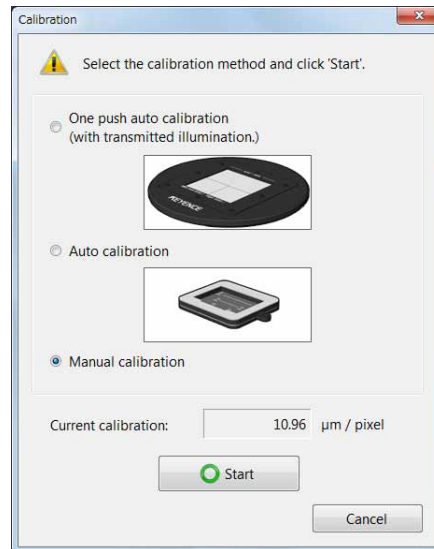 Calibration
Select the calibration method and click 'Start'.
One push auto calibration
(with transmitted illumination.)
KEYENCE
Auto calibration
Manual calibration
Current calibration:
10.96 μm / pixel
Start
Cancel